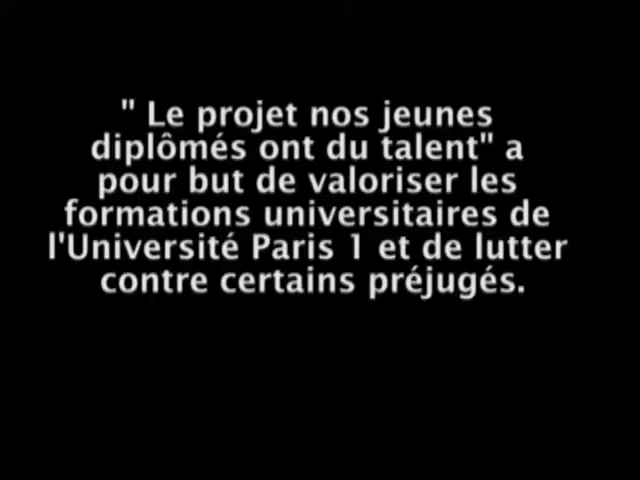 " Le projet nos jeunes
diplômés ont du talent" a
pour but de valoriser les
formations universitaires de
l'Université Paris 1 et de lutter
contre certains préjugés.